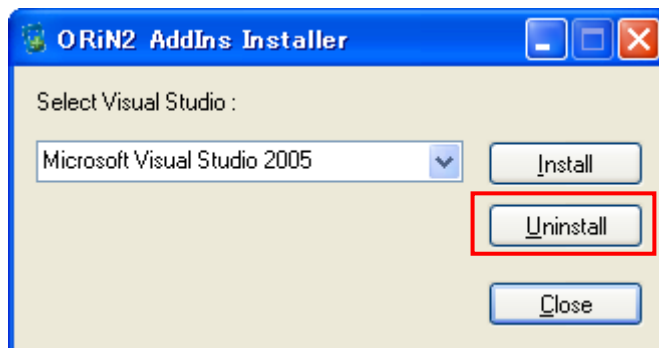 ORiN2 AddIns Installer
Select Visual Studio :
Microsoft Visual Studio 2005
Install
Uninstall
Close